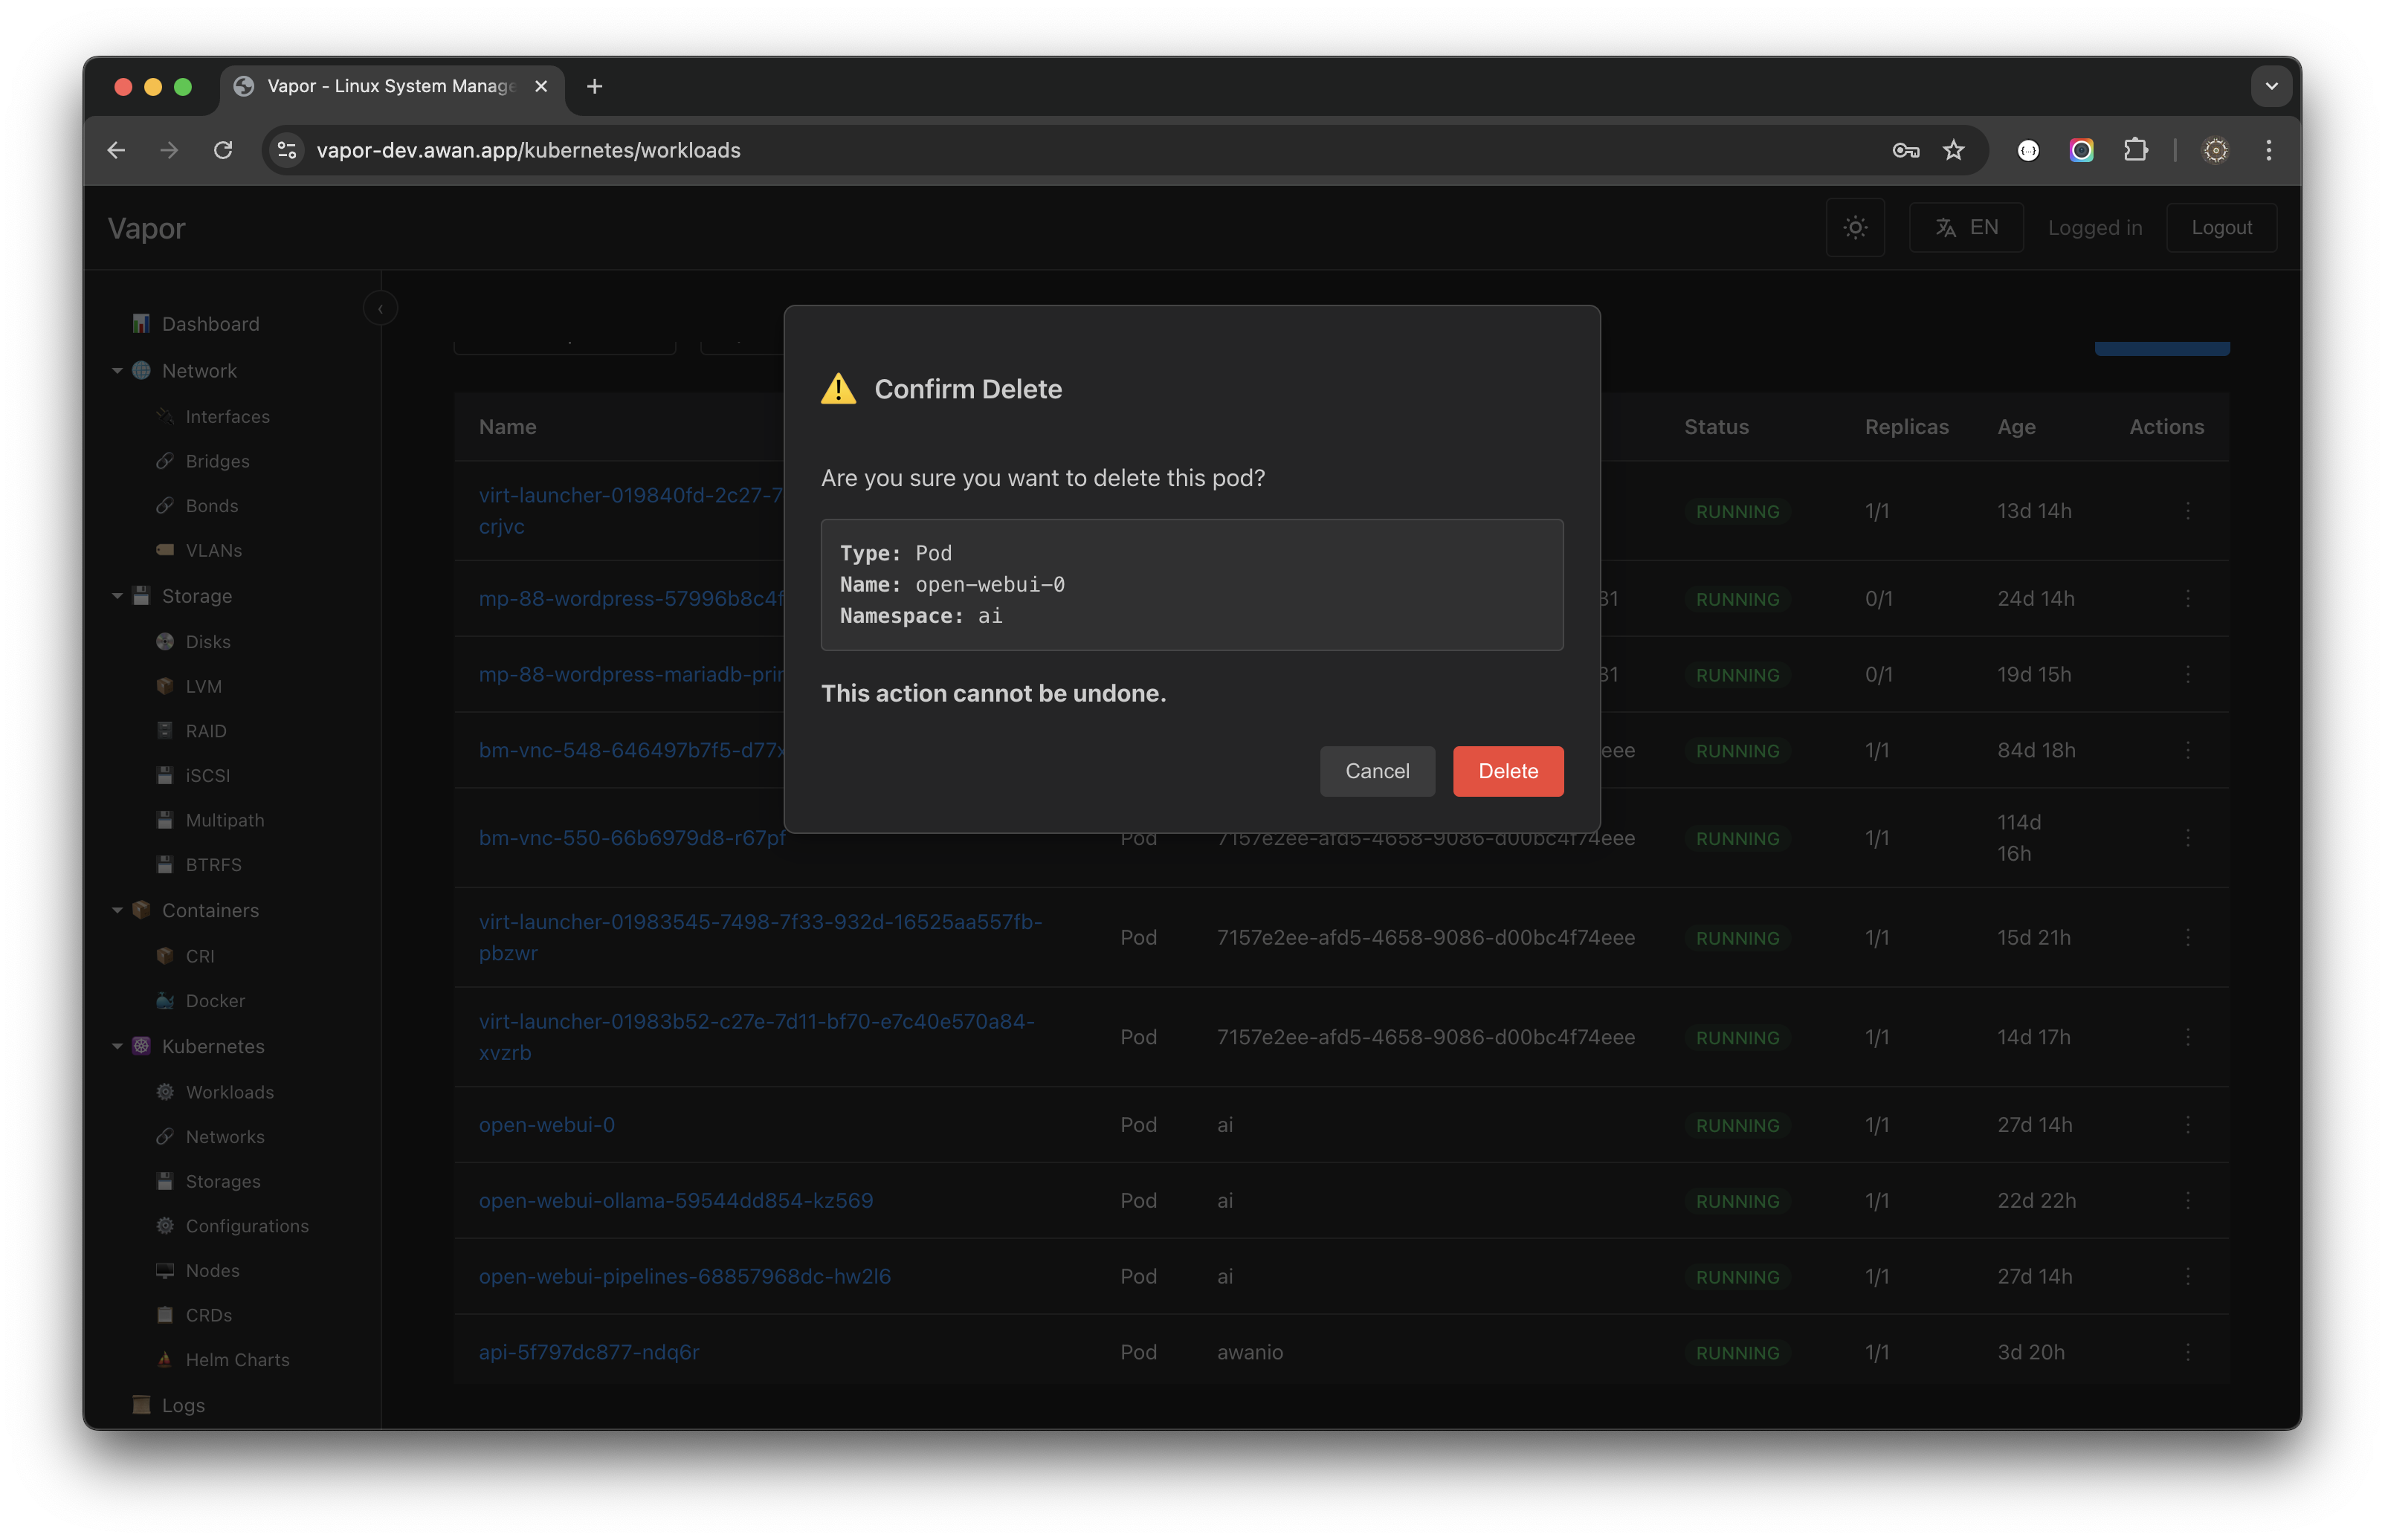 Vapor - Linux System Manage
vapor-dev.awan.app/kubernetes/workloads
Vapor
EN
Logged in
Logout
Dashboard
Network
Interfaces
Bridges
Bonds
VLANs
Storage
Disks
LVM
RAID
iSCSI
Multipath
BTRFS
Containers
CRI
Docker
Kubernetes
Workloads
Networks
Storages
Configurations
Nodes
CRDs
Helm Charts
Logs
Confirm Delete
Are you sure you want to delete this pod?
Type: Pod
Name: open-webui-0
Namespace: ai
This action cannot be undone.
Cancel
Delete
Name Status Replicas Age Actions
virt-launcher-019840fd-2c27-7
crjvc
RUNNING 1/1 13d 14h
mp-88-wordpress-57996b8c4f 31 RUNNING 0/1 24d 14h
mp-88-wordpress-mariadb-prin 31 RUNNING 0/1 19d 15h
bm-vnc-548-646497b7f5-d77x eee RUNNING 1/1 84d 18h
bm-vnc-550-66b6979d8-r67pf Pod 7157e2ee-afd5-4658-9086-d00bc4f74eee RUNNING 1/1 114d
16h
virt-launcher-01983545-7498-7f33-932d-16525aa557fb-
pbzwr
Pod 7157e2ee-afd5-4658-9086-d00bc4f74eee RUNNING 1/1 15d 21h
virt-launcher-01983b52-c27e-7d11-bf70-e7c40e570a84-
xvzrb
Pod 7157e2ee-afd5-4658-9086-d00bc4f74eee RUNNING 1/1 14d 17h
open-webui-0 Pod ai RUNNING 1/1 27d 14h
open-webui-ollama-59544dd854-kz569 Pod ai RUNNING 1/1 22d 22h
open-webui-pipelines-68857968dc-hw2l6 Pod ai RUNNING 1/1 27d 14h
api-5f797dc877-ndq6r Pod awanio RUNNING 1/1 3d 20h